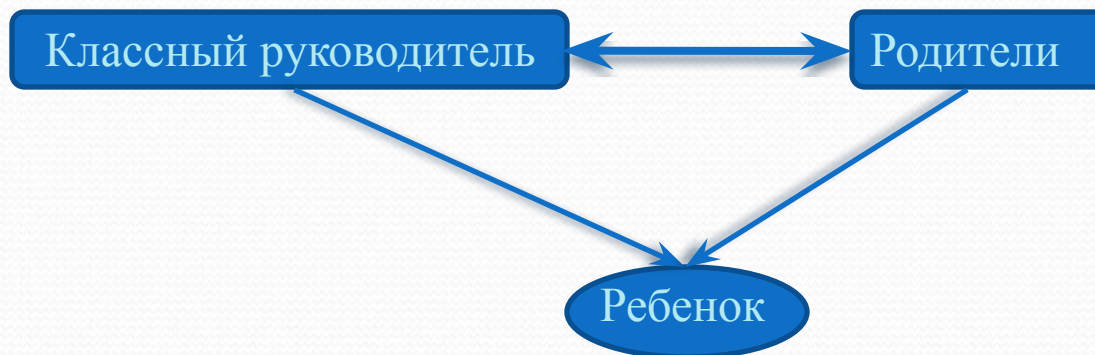 Классный руководитель
Родители
Ребенок